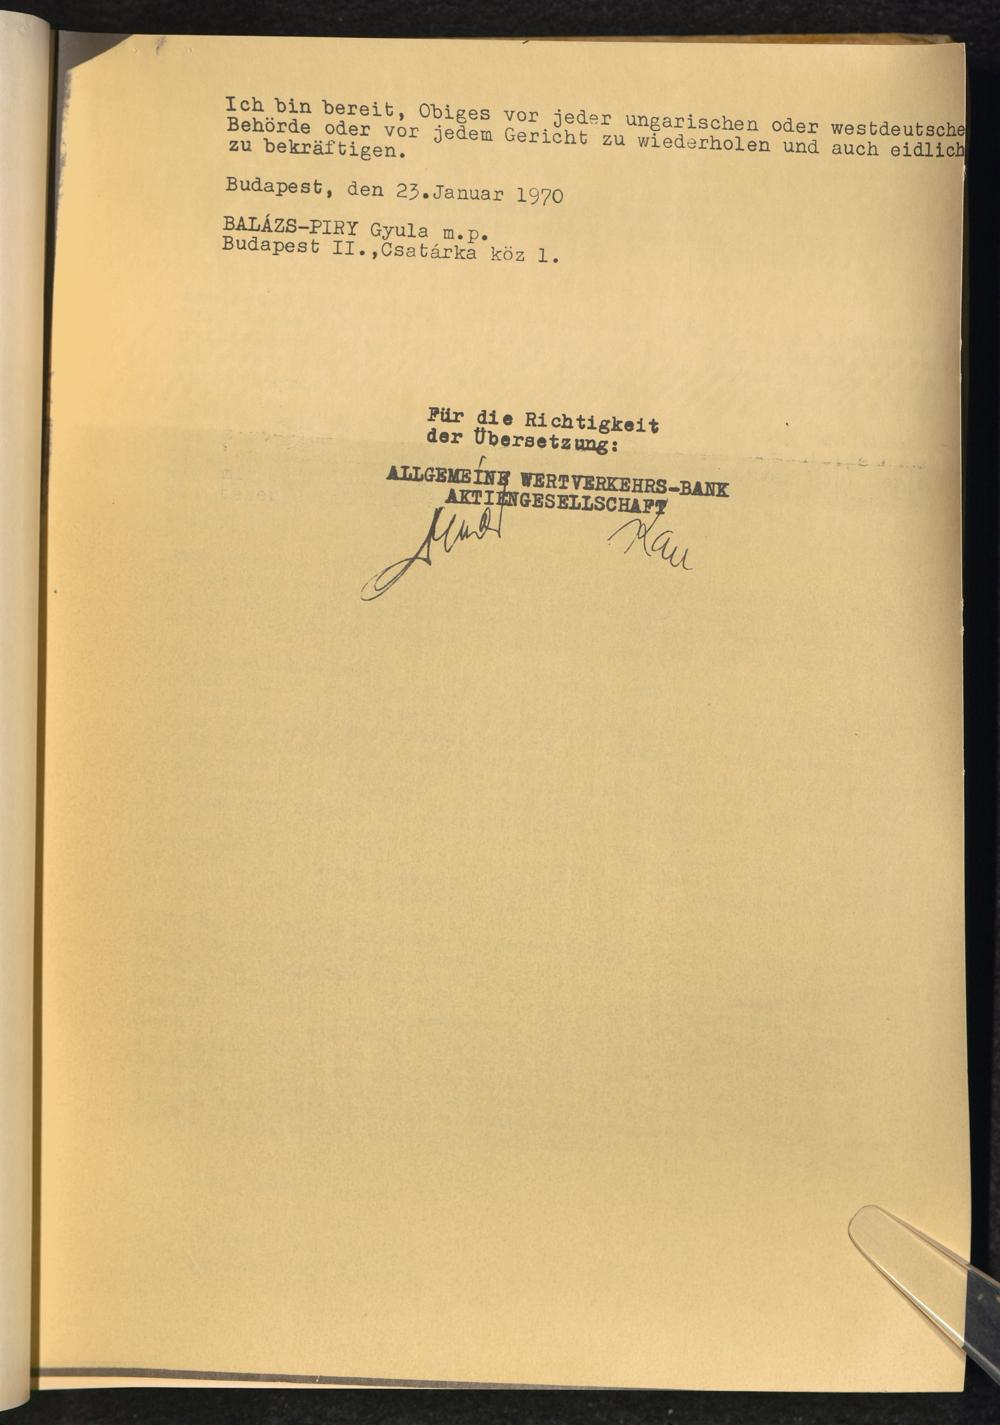 Ich bin bereit, Obiges vor jeder ungarischen oder westdeutsche
Behörde oder vor jedem Gericht zu wiederholen und auch eidlich
zu bekräftigen.
Budapest, den 23.Januar 1970
BALÁZS-PIRY Gyula m.p.
Budapest II.,Csatárka köz 1.
Für die Richtigkeit
der Übersetzung:
ALLGEMEINE WERTVERKEHRS-BANK
AKTIENGESELLSCHAFT